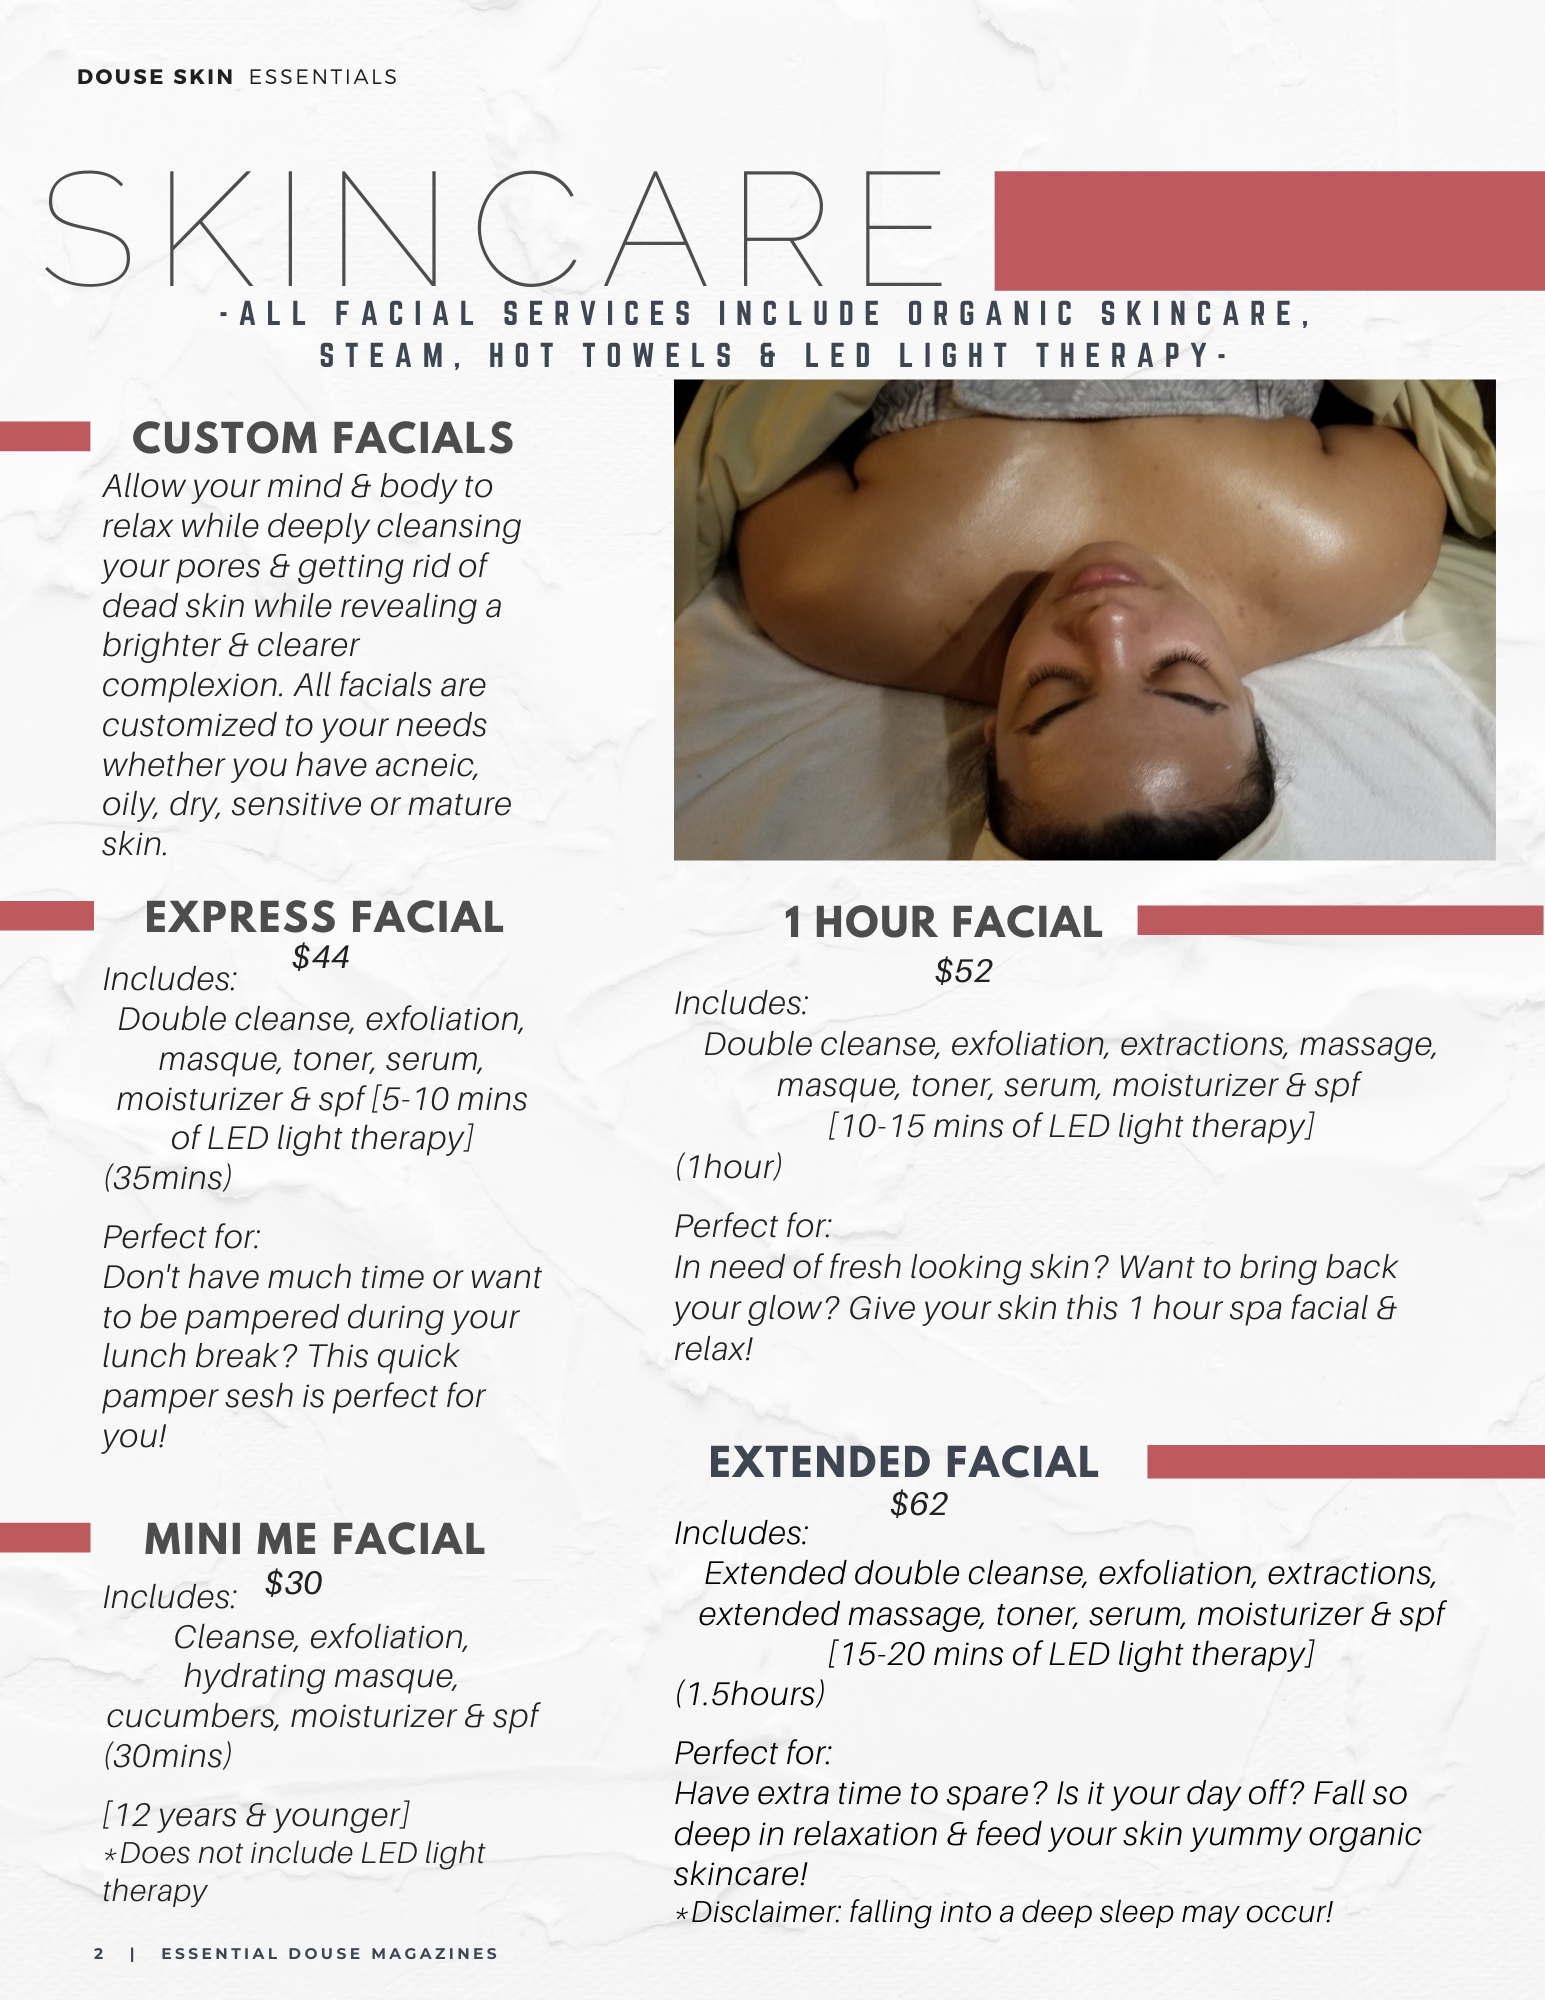 DOUSE SKIN ESSENTIALS
SKINCARE
-ALL FACIAL SERVICES INCLUDE ORGANIC SKINCARE,
STEAM, HOT TOWELS & LED LIGHT THERAPY-
CUSTOM FACIALS
Allow your mind & body to
relax while deeply cleansing
your pores & getting rid of
dead skin while revealing a
brighter & clearer
complexion. All facials are
customized to your needs
whether you have acneic,
oily, dry, sensitive or mature
skin.
EXPRESS FACIAL
$44
Includes:
Double cleanse, exfoliation,
masque, toner, serum,
moisturizer & spf [5-10 mins
of LED light therapy]
(35mins)
Perfect for:
Don't have much time or want
to be pampered during your
lunch break? This quick
pamper sesh is perfect for
you!
MINI ME FACIAL
$30
Includes:
Cleanse, exfoliation,
hydrating masque,
cucumbers, moisturizer & spf
(30mins)
[12 years & younger]
*Does not include LED light
therapy
1 HOUR FACIAL
$52
Includes:
Double cleanse, exfoliation, extractions, massage,
masque, toner, serum, moisturizer & spf
[10-15 mins of LED light therapy]
(1hour)
Perfect for:
In need of fresh looking skin? Want to bring back
your glow? Give your skin this 1 hour spa facial &
relax!
EXTENDED FACIAL
$62
Includes:
Extended double cleanse, exfoliation, extractions,
extended massage, toner, serum, moisturizer & spf
[15-20 mins of LED light therapy]
(1.5hours)
Perfect for:
Have extra time to spare? Is it your day off? Fall so
deep in relaxation & feed your skin yummy organic
skincare!
*Disclaimer: falling into a deep sleep may occur!
2 | ESSENTIAL DOUSE MAGAZINES